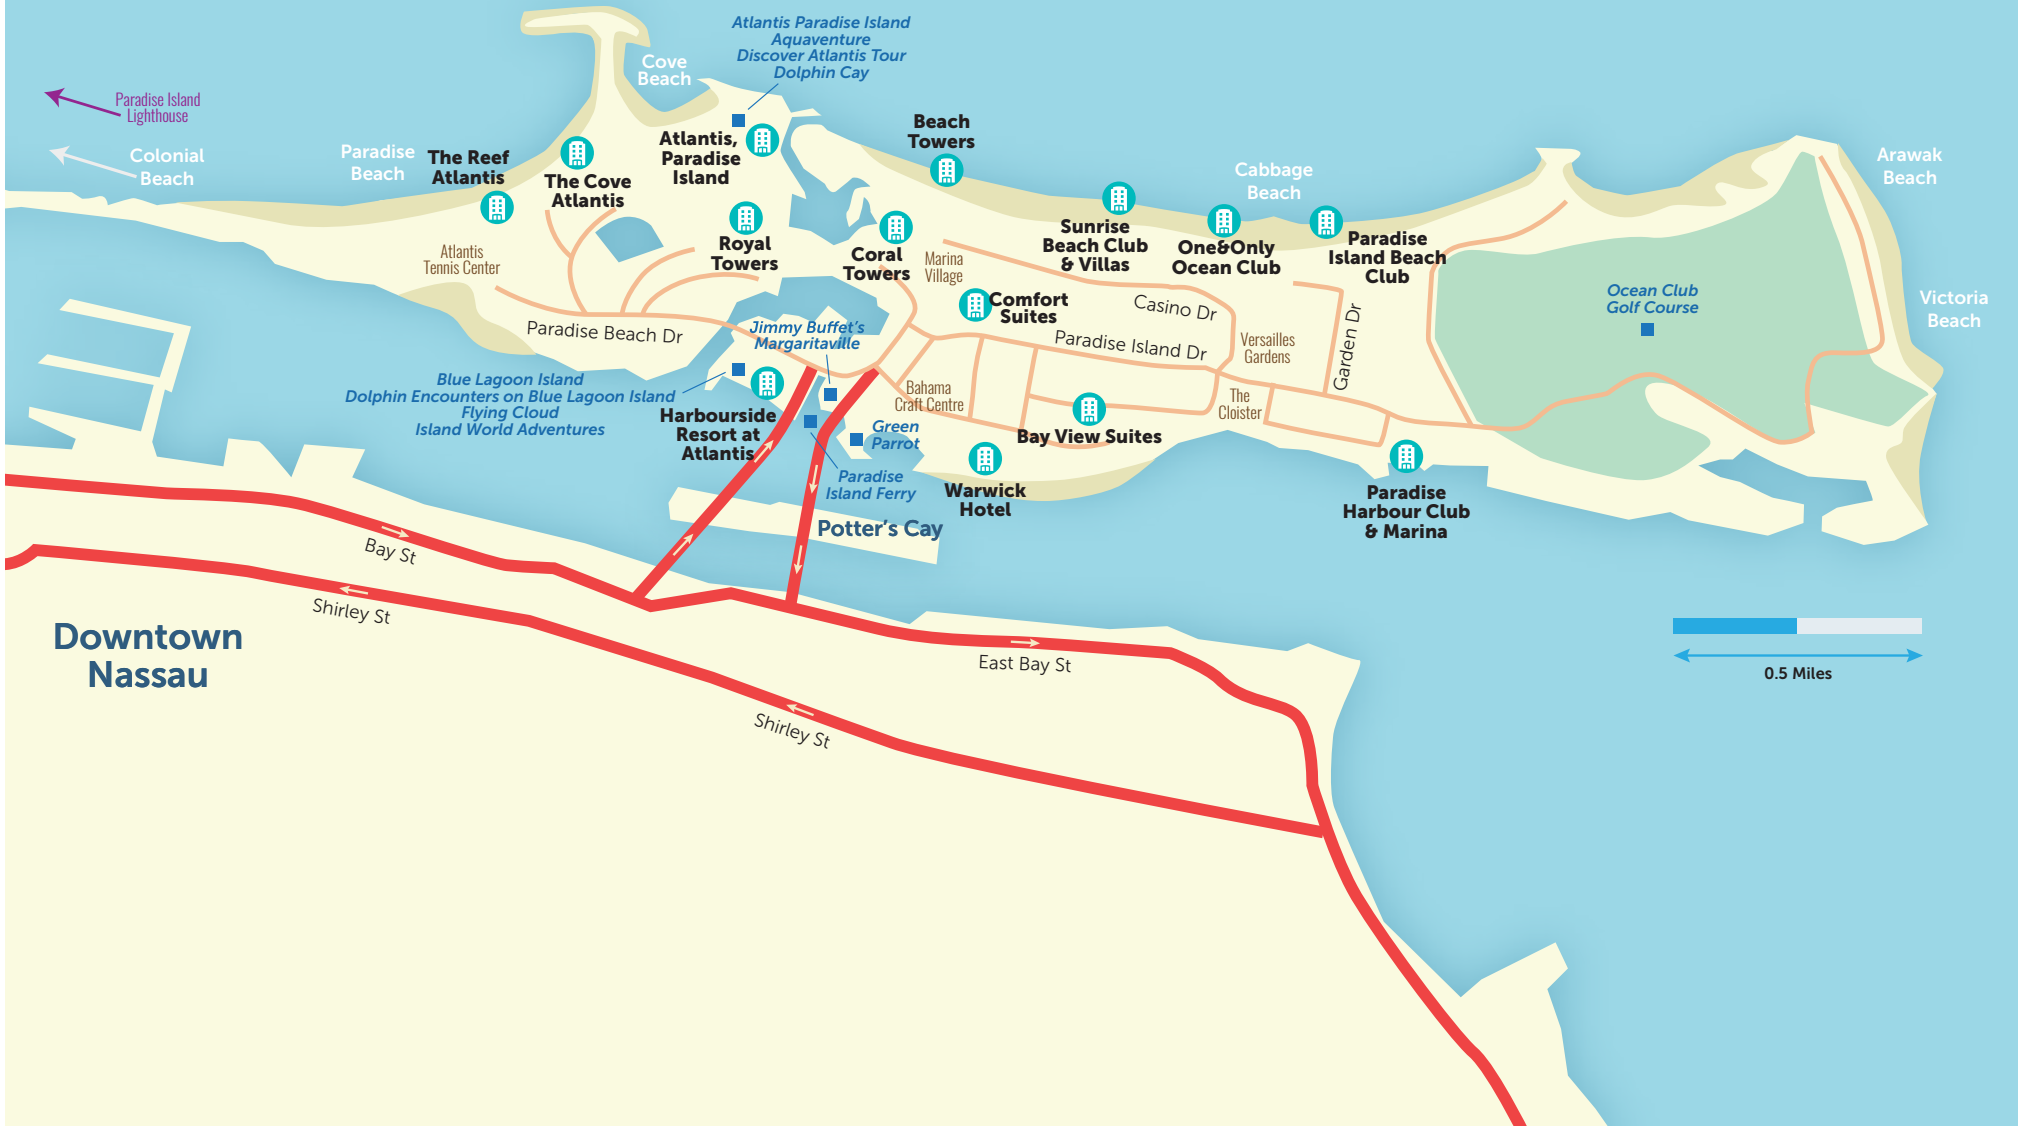 Atlantis Paradise Island
Aquaventure
Discover Atlantis Tour
Dolphin Cay
Cove
Beach
Paradise Island
Lighthouse
Colonial
Beach
Paradise
Beach
The Reef
Atlantis
The Cove
Atlantis
Atlantis,
Paradise
Island
Beach
Towers
Cabbage
Beach
Arawak
Beach
Royal
Towers
Coral
Towers
Marina
Village
Sunrise
Beach Club
& Villas
One&Only
Ocean Club
Paradise
Island Beach
Club
Atlantis
Tennis Center
Comfort
Suites
Casino Dr
Ocean Club
Golf Course
Victoria
Beach
Paradise Beach Dr
Jimmy Buffet's
Margaritaville
Paradise Island Dr
Versailles
Gardens
Garden Dr
Blue Lagoon Island
Dolphin Encounters on Blue Lagoon Island
Flying Cloud
Island World Adventures
Harbourside
Resort at
Atlantis
Bahama
Craft Centre
The
Cloister
Green
Parrot
Bay View Suites
Paradise
Island Ferry
Warwick
Hotel
Paradise
Harbour Club
& Marina
Potter's Cay
Bay St
Shirley St
Downtown
Nassau
East Bay St
Shirley St
0.5 Miles